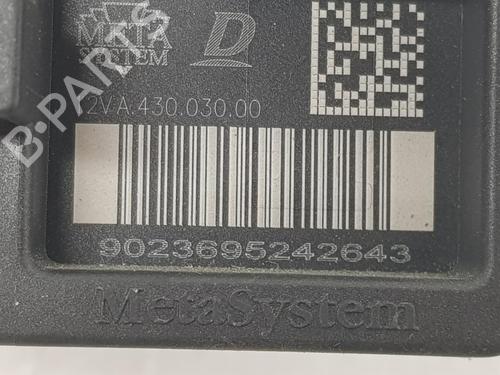 META
SYSTEM
D
2VA.430.030.00
9023695242643
MetaSystem
B-PARTS